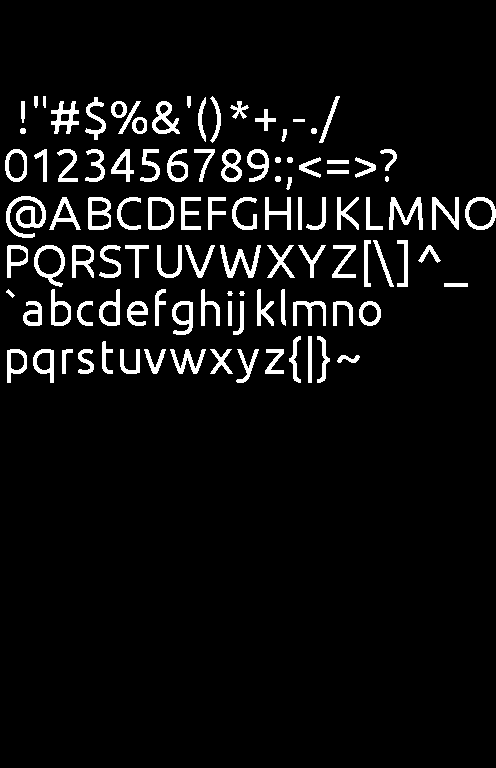 !"#$%&'()*+,-./
0123456789:;<=>?
@ABCDEFGHIJKLMNO
PQRSTUVWXYZ[\]^_
`abcdefghijklmno
pqrstuvwxyz{|}~